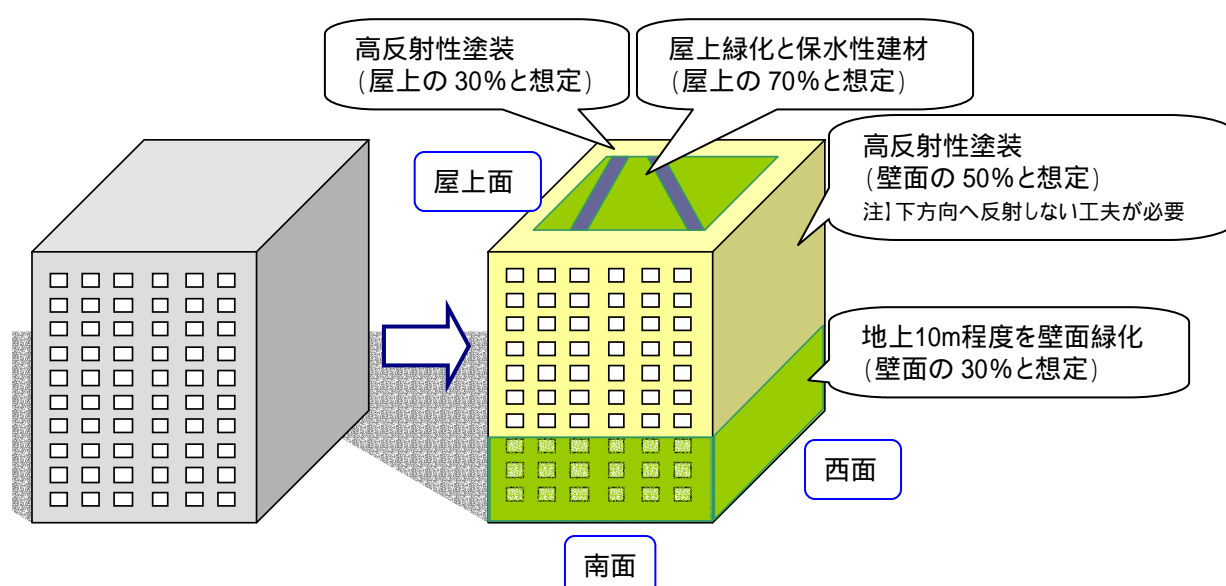 高反射性塗装
(屋上の 30%と想定)
屋上緑化と保水性建材
(屋上の 70%と想定)
高反射性塗装
(壁面の 50%と想定)
注】下方向へ反射しない工夫が必要
屋上面
地上10m程度を壁面緑化
(壁面の 30%と想定)
西面
南面